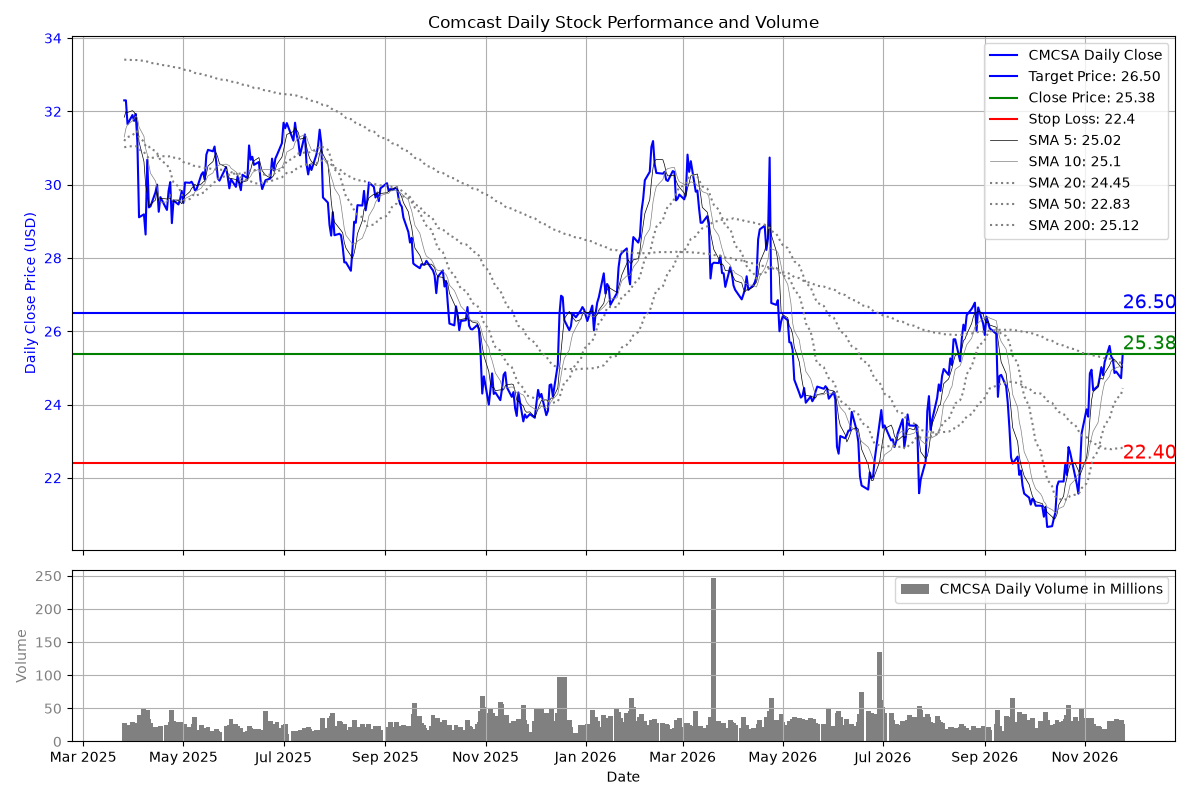 Comcast Daily Stock Performance and Volume
34
32
30
28
26
24
22
Daily Close Price (USD)
CMCSA Daily Close
Target Price: 26.50
Close Price: 25.38
Stop Loss: 22.4
SMA 5: 25.02
SMA 10: 25.1
SMA 20: 24.45
SMA 50: 22.83
SMA 200: 25.12
26.50
25.38
22.40
250
200
150
100
50
0
Volume
CMCSA Daily Volume in Millions
Mar 2025 May 2025 Jul 2025 Sep 2025 Nov 2025 Jan 2026 Mar 2026 May 2026 Jul 2026 Sep 2026 Nov 2026
Date